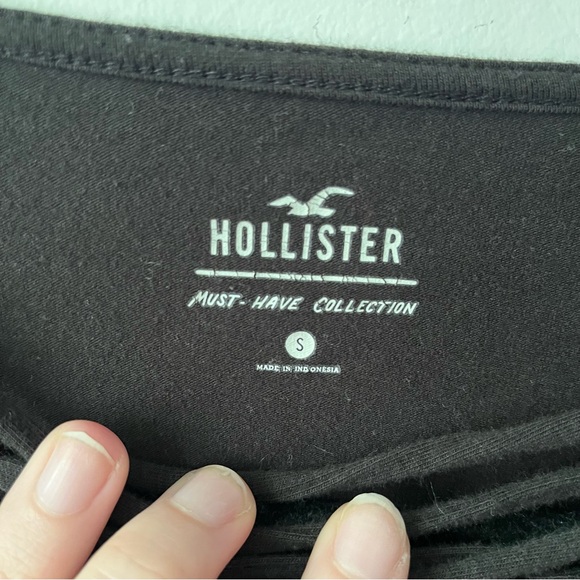 HOLLISTER
MUST-HAVE COLLECTION
S
MADE IN INDONESIA